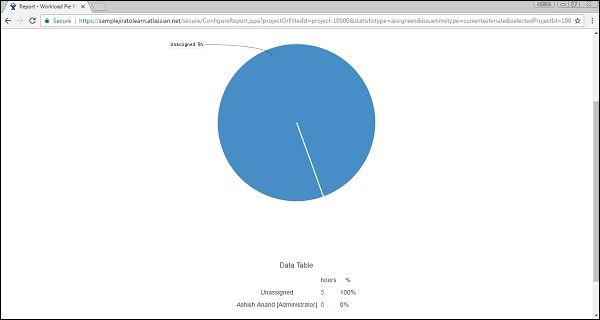 Report - Workload Pie
Secure https://samplejiratolearn.atlassian.net/secure/ConfigureReport.jspa?projectOrFilterId=project-10000&statistictype=assignees&issuetimetype=currentestimate&selectedProjectId=100
Unassigned: 5h
Data Table
hours %
Unassigned 5 100%
Ashish Anand [Administrator] 0 0%